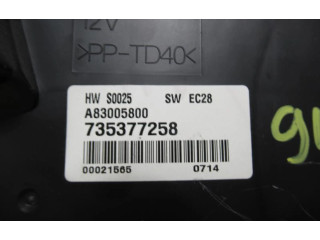 12V
>PP-TD40<
HW S0025 SW EC28
A83005800
735377258
00021565 0714